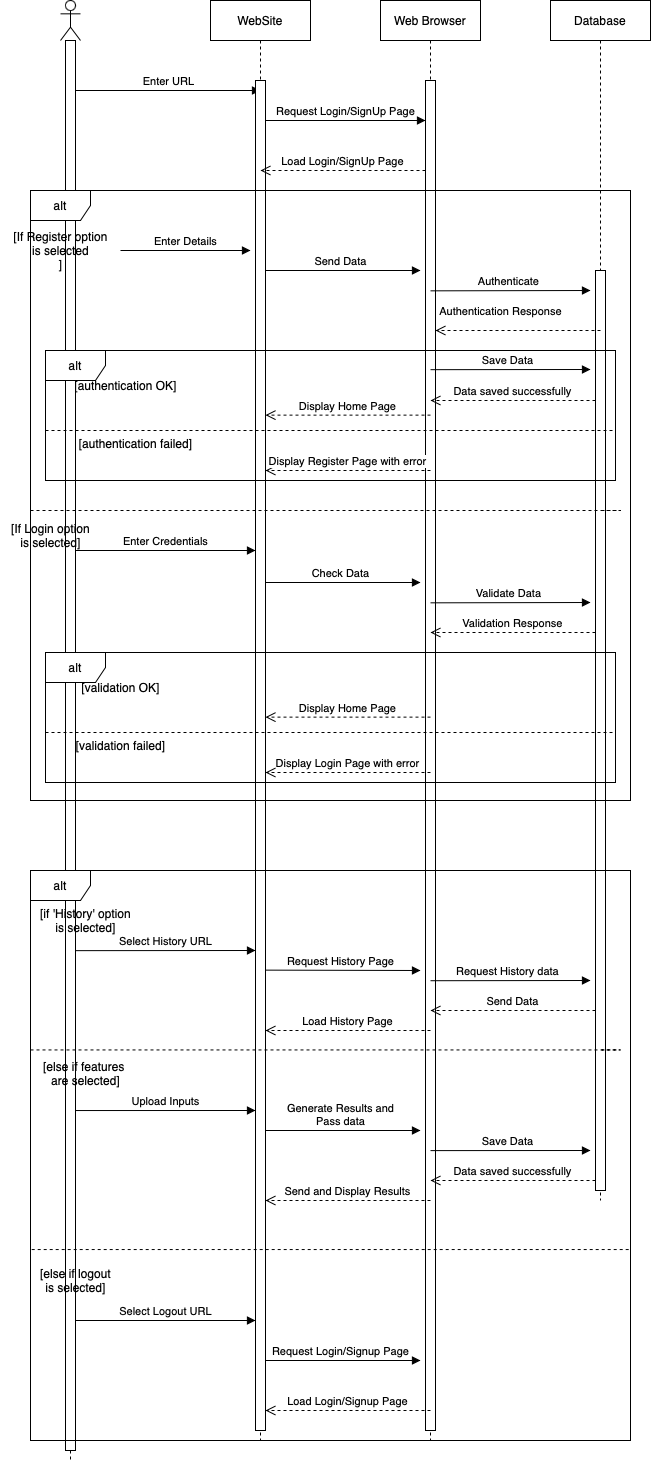 WebSite
Web Browser
Database
Enter URL
Request Login/SignUp Page
Load Login/SignUp Page
alt
[If Register option
is selected
]
Enter Details
Send Data
Authenticate
Authentication Response
alt
Save Data
[authentication OK]
Data saved successfully
Display Home Page
[authentication failed]
Display Register Page with error
[If Login option
is selected]
Enter Credentials
Check Data
Validate Data
Validation Response
alt
[validation OK]
Display Home Page
[validation failed]
Display Login Page with error
alt
[if 'History' option
is selected]
Select History URL
Request History Page
Request History data
Send Data
Load History Page
[else if features
are selected]
Upload Inputs
Generate Results and
Pass data
Save Data
Data saved successfully
Send and Display Results
[else if logout
is selected]
Select Logout URL
Request Login/Signup Page
Load Login/Signup Page